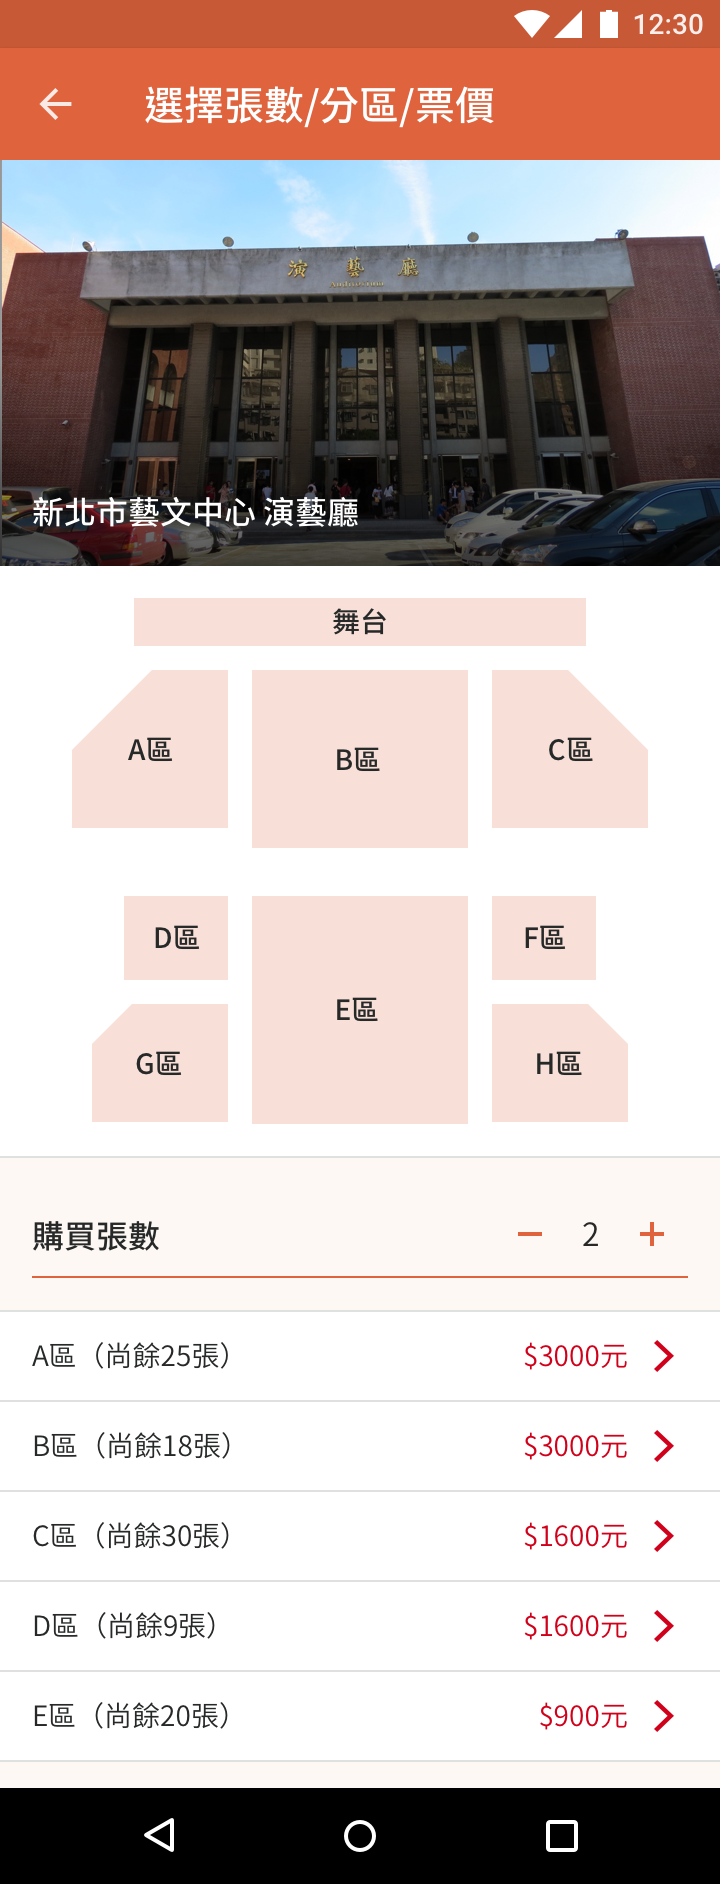 12:30
選擇張數/分區/票價
演 藝 廳
Auditorium
新北市藝文中心 演藝廳
舞台
A區
B區
C區
D區
E區
F區
G區
H區
購買張數
2
A區（尚餘25張） $3000元
B區（尚餘18張） $3000元
C區（尚餘30張） $1600元
D區（尚餘9張） $1600元
E區（尚餘20張） $900元